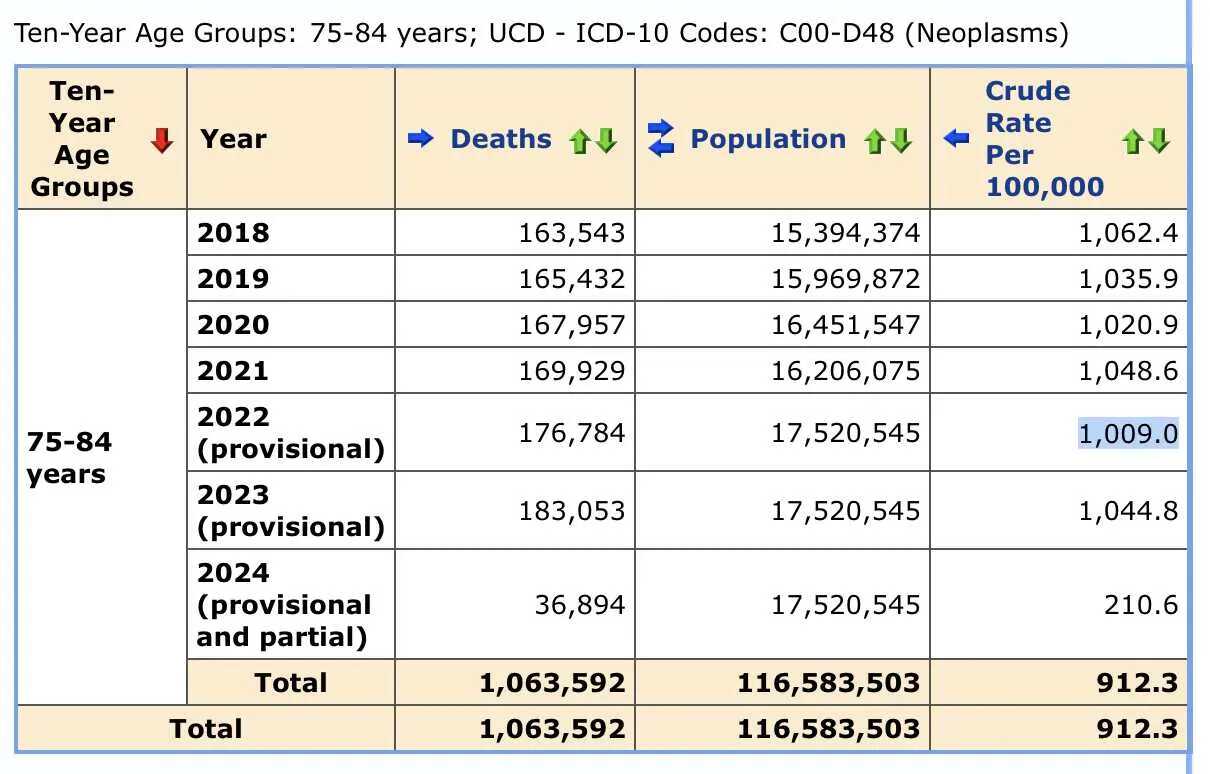 Ten-Year Age Groups: 75-84 years; UCD - ICD-10 Codes: C00-D48 (Neoplasms)
Ten-
Year
Age
Groups
Year
Deaths
Population
Crude
Rate
Per
100,000
75-84
years
2018 163,543 15,394,374 1,062.4
2019 165,432 15,969,872 1,035.9
2020 167,957 16,451,547 1,020.9
2021 169,929 16,206,075 1,048.6
2022
(provisional) 176,784 17,520,545 1,009.0
2023
(provisional) 183,053 17,520,545 1,044.8
2024
(provisional
and partial) 36,894 17,520,545 210.6
Total 1,063,592 116,583,503 912.3
Total 1,063,592 116,583,503 912.3